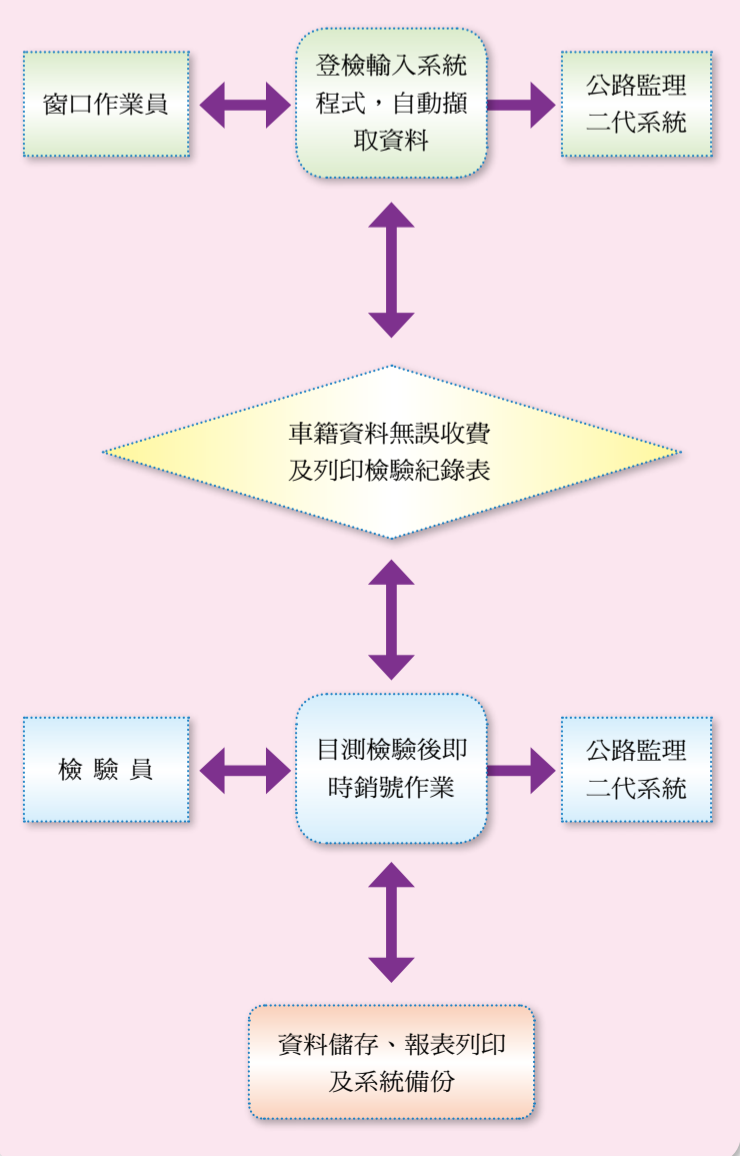 窗口作業員
登檢輸入系統
程式，自動擷
取資料
公路監理
二代系統
車籍資料無誤收費
及列印檢驗紀錄表
檢 驗 員
目測檢驗後即
時銷號作業
公路監理
二代系統
資料儲存、報表列印
及系統備份